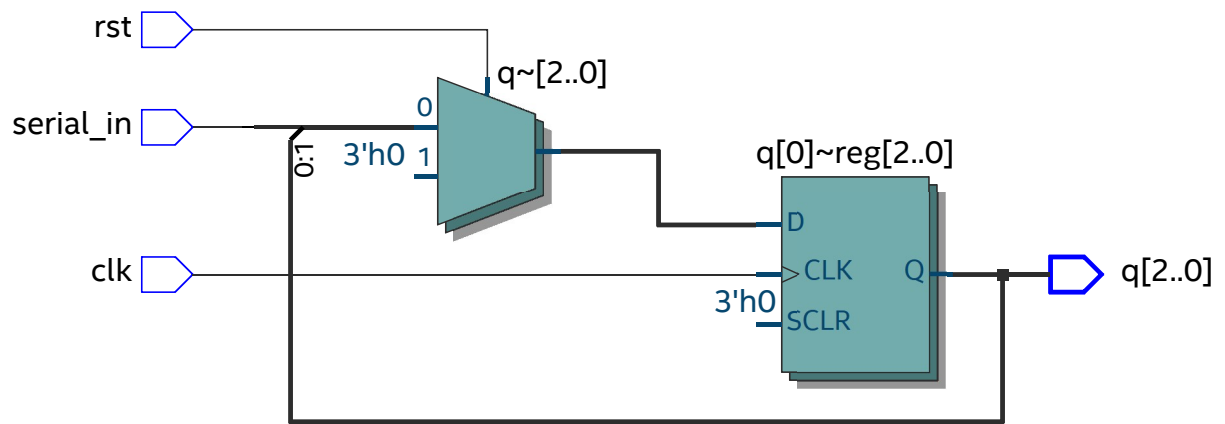 rst
q~[2..0]
serial_in
0
3'h0
1
0:1
q[0]~reg[2..0]
D
clk
CLK
Q
q[2..0]
3'h0
SCLR